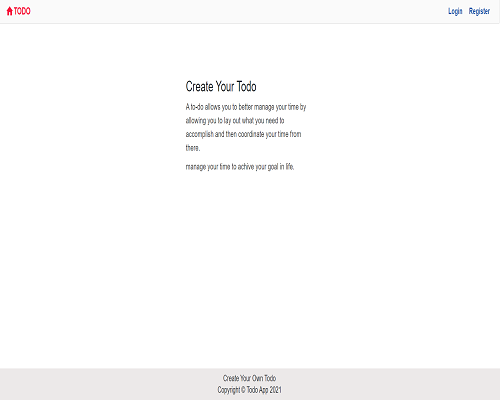 TODO
Login Register
Create Your Todo
A to-do allows you to better manage your time by
allowing you to lay out what you need to
accomplish and then coordinate your time from
there.
manage your time to achive your goal in life.
Create Your Own Todo
Copyright © Todo App 2021